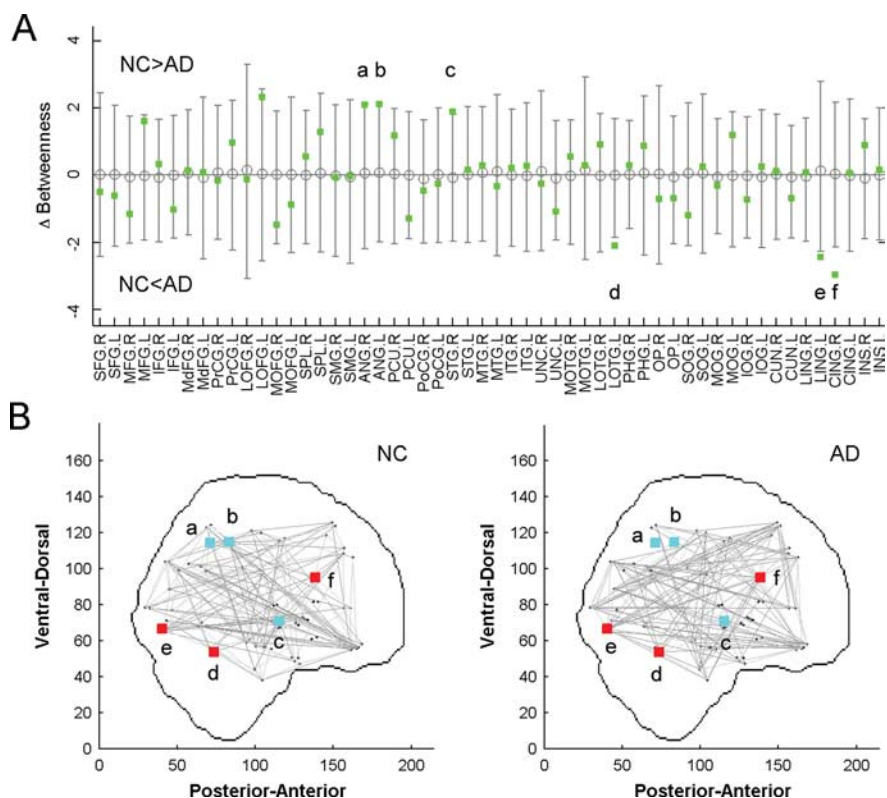 A
4
2
0
-2
-4
Δ Betweenness
NC>AD
NC<AD
a b c
d e f
SFG.R
SFG.L
MFG.R
MFG.L
IFG.R
IFG.L
MdFG.R
MdFG.L
PrCG.R
PrCG.L
LOFG.R
LOFG.L
MOFG.R
MOFG.L
SPL.R
SPL.L
SMG.R
SMG.L
ANG.R
ANG.L
PCU.R
PCU.L
PoCG.R
PoCG.L
STG.R
STG.L
MTG.R
MTG.L
ITG.R
ITG.L
UNC.R
UNC.L
MOTG.R
MOTG.L
LOTG.R
LOTG.L
PHG.R
PHG.L
OP.R
OP.L
SOG.R
SOG.L
MOG.R
MOG.L
IOG.R
IOG.L
CUN.R
CUN.L
LING.R
LING.L
CING.R
CING.L
INS.R
INS.L
B
NC
160
140
120
100
80
60
40
20
0
Ventral-Dorsal
a b
f
c
e
d
0 50 100 150 200
Posterior-Anterior
AD
160
140
120
100
80
60
40
20
0
Ventral-Dorsal
a b
f
c
e
d
0 50 100 150 200
Posterior-Anterior